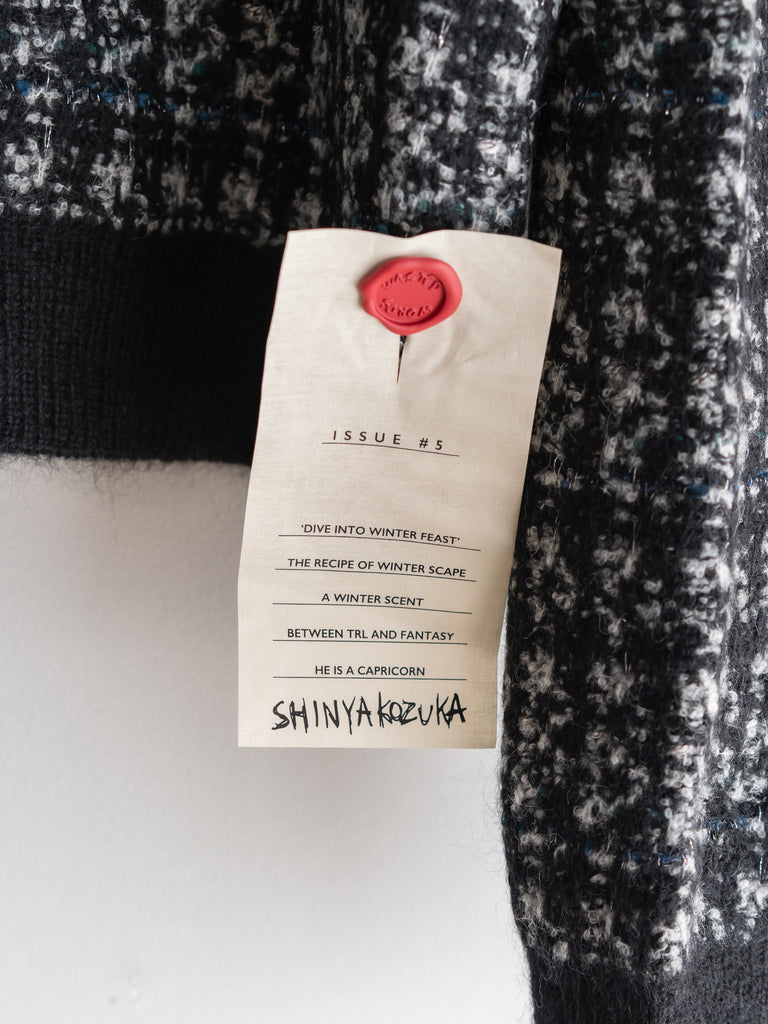 ISSUE #5
'DIVE INTO WINTER FEAST'
THE RECIPE OF WINTER SCAPE
A WINTER SCENT
BETWEEN TRL AND FANTASY
HE IS A CAPRICORN
SHINYAKOZUKA